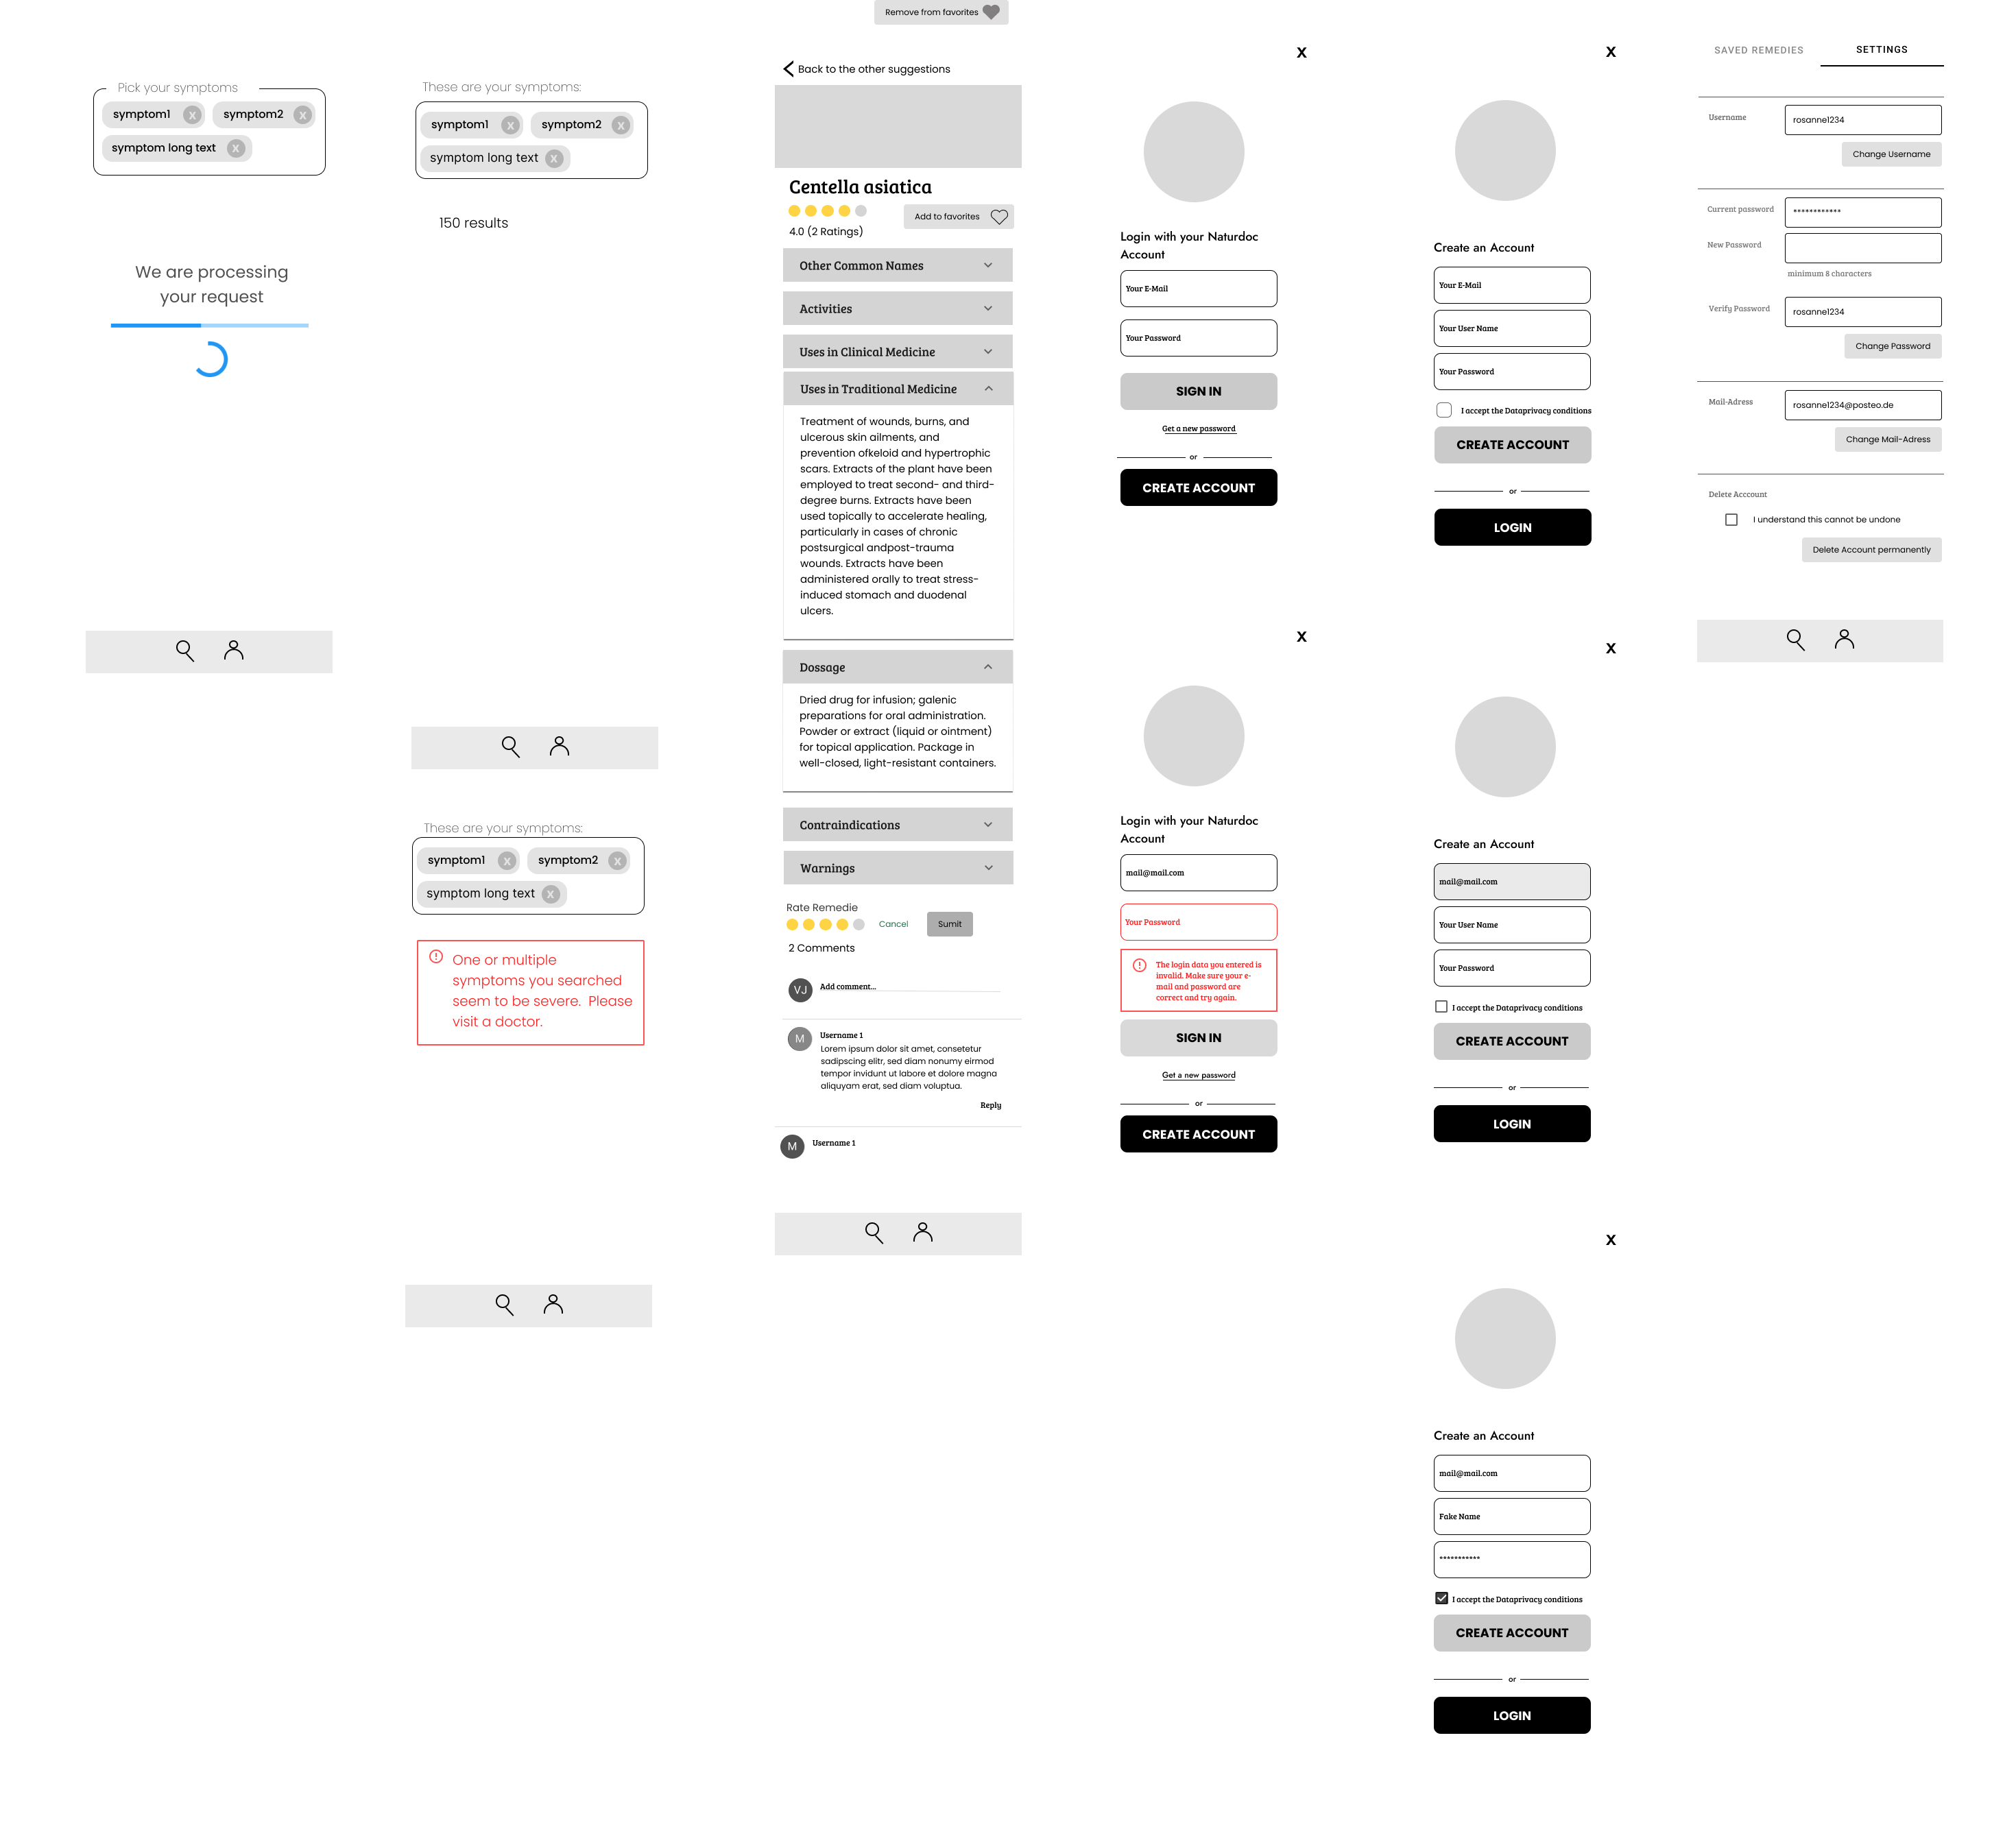 Pick your symptoms
symptom1 x
symptom2 x
symptom long text x
We are processing
your request
These are your symptoms:
symptom1 x
symptom2 x
symptom long text x
150 results
These are your symptoms:
symptom1 x
symptom2 x
symptom long text x
One or multiple
symptoms you searched
seem to be severe. Please
visit a doctor.
Remove from favorites
Back to the other suggestions
Centella asiatica
4.0 (2 Ratings)
Add to favorites
Other Common Names
Activities
Uses in Clinical Medicine
Uses in Traditional Medicine
Treatment of wounds, burns, and
ulcerous skin ailments, and
prevention ofkeloid and hypertrophic
scars. Extracts of the plant have been
employed to treat second- and third-
degree burns. Extracts have been
used topically to accelerate healing,
particularly in cases of chronic
postsurgical andpost-trauma
wounds. Extracts have been
administered orally to treat stress-
induced stomach and duodenal
ulcers.
Dossage
Dried drug for infusion; galenic
preparations for oral administration.
Powder or extract (liquid or ointment)
for topical application. Package in
well-closed, light-resistant containers.
Contraindications
Warnings
Rate Remedie
Cancel
Sumit
2 Comments
VJ
Add comment...
M
Username 1
Lorem ipsum dolor sit amet, consetetur
sadipscing elitr, sed diam nonumy eirmod
tempor invidunt ut labore et dolore magna
aliquyam erat, sed diam voluptua.
Reply
M
Username 1
X
Login with your Naturdoc
Account
Your E-Mail
Your Password
SIGN IN
Get a new password
or
CREATE ACCOUNT
X
Login with your Naturdoc
Account
mail@mail.com
Your Password
The login data you entered is
invalid. Make sure your e-
mail and password are
correct and try again.
SIGN IN
Get a new password
or
CREATE ACCOUNT
X
Create an Account
Your E-Mail
Your User Name
Your Password
I accept the Dataprivacy conditions
CREATE ACCOUNT
or
LOGIN
X
Create an Account
mail@mail.com
Your User Name
Your Password
I accept the Dataprivacy conditions
CREATE ACCOUNT
or
LOGIN
X
Create an Account
mail@mail.com
Fake Name
***********
I accept the Dataprivacy conditions
CREATE ACCOUNT
or
LOGIN
SAVED REMEDIES
SETTINGS
Username
rosanne1234
Change Username
Current password
************
New Password
minimum 8 characters
Verify Password
rosanne1234
Change Password
Mail-Adress
rosanne1234@posteo.de
Change Mail-Adress
Delete Acccount
I understand this cannot be undone
Delete Account permanently